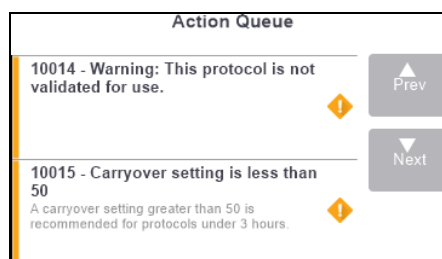 Action Queue
10014 - Warning: This protocol is not
validated for use.
Prev
10015 - Carryover setting is less than
50
A carryover setting greater than 50 is
recommended for protocols under 3 hours.
Next